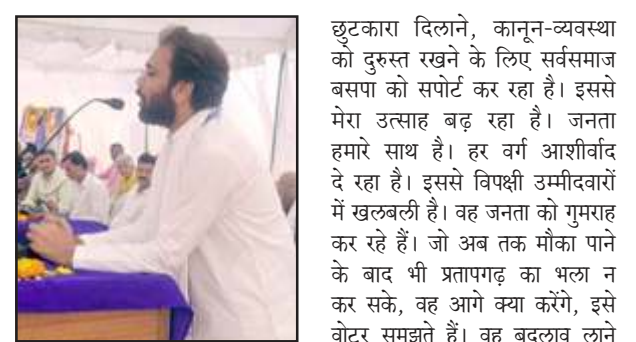 छुटकारा दिलाने, कानून-व्यवस्था
को दुरुस्त रखने के लिए सर्वसमाज
बसपा को सपोर्ट कर रहा है। इससे
मेरा उत्साह बढ़ रहा है। जनता
हमारे साथ है। हर वर्ग आशीर्वाद
दे रहा है। इससे विपक्षी उम्मीदवारों
में खलबली है। वह जनता को गुमराह
कर रहे हैं। जो अब तक मौका पाने
के बाद भी प्रतापगढ़ का भला न
कर सके, वह आगे क्या करेंगे, इसे
वोटर समझते हैं। वह बदलाव लाने